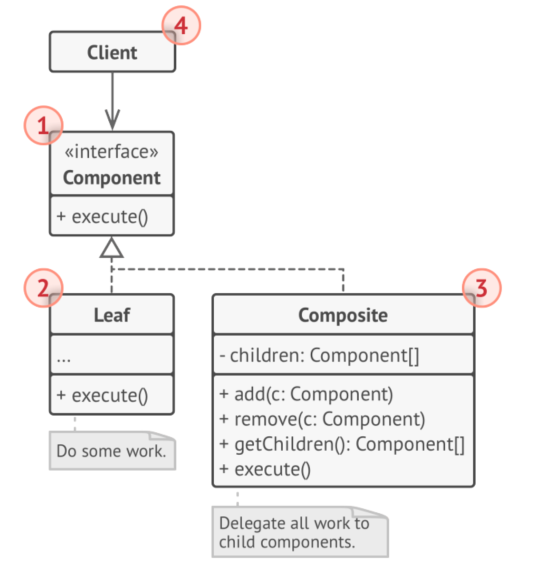 4
Client
1
«interface»
Component
+ execute()
2
Leaf
...
+ execute()
Do some work.
3
Composite
- children: Component[]
+ add(c: Component)
+ remove(c: Component)
+ getChildren(): Component[]
+ execute()
Delegate all work to
child components.